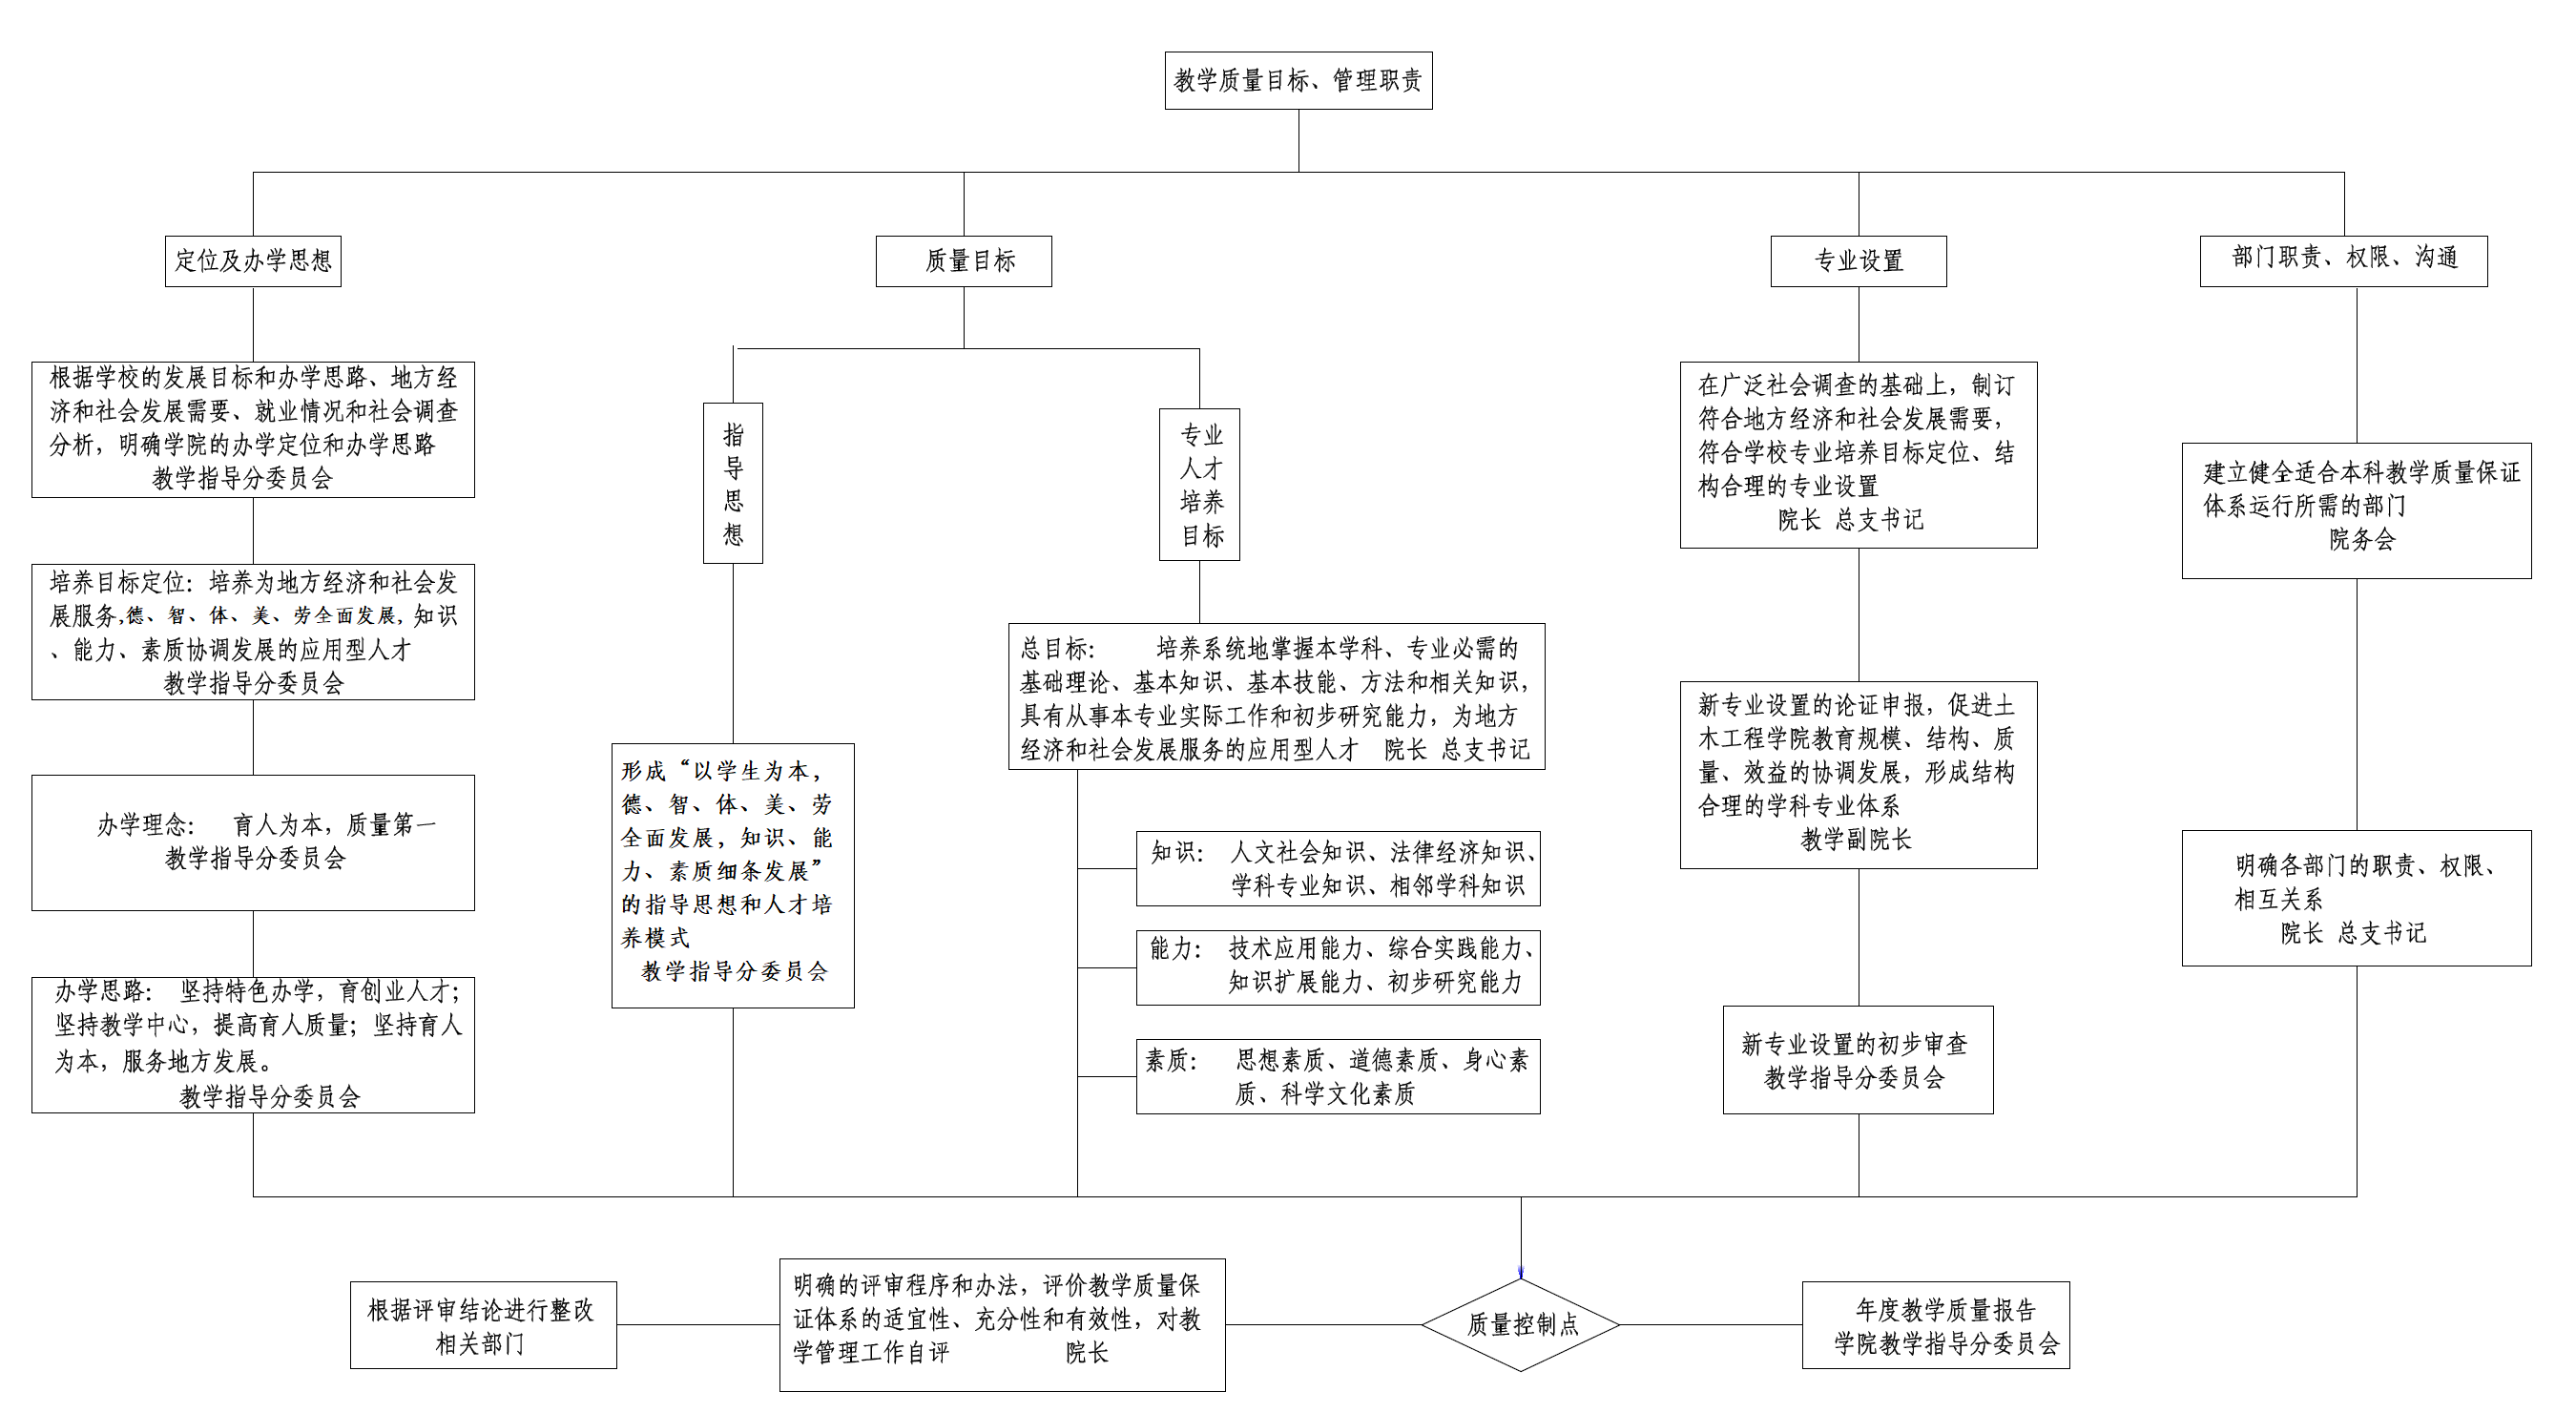 教学质量目标、管理职责
定位及办学思想
质量目标
专业设置
部门职责、权限、沟通
根据学校的发展目标和办学思路、地方经
济和社会发展需要、就业情况和社会调查
分析，明确学院的办学定位和办学思路
教学指导分委员会
培养目标定位：培养为地方经济和社会发
展服务,德、智、体、美、劳全面发展，知识
、能力、素质协调发展的应用型人才
教学指导分委员会
办学理念： 育人为本，质量第一
教学指导分委员会
办学思路： 坚持特色办学，育创业人才；
坚持教学中心，提高育人质量；坚持育人
为本，服务地方发展。
教学指导分委员会
指
导
思
想
形成“以学生为本，
德、智、体、美、劳
全面发展，知识、能
力、素质细条发展”
的指导思想和人才培
养模式
教学指导分委员会
专业
人才
培养
目标
总目标： 培养系统地掌握本学科、专业必需的
基础理论、基本知识、基本技能、方法和相关知识，
具有从事本专业实际工作和初步研究能力，为地方
经济和社会发展服务的应用型人才 院长 总支书记
知识： 人文社会知识、法律经济知识、
学科专业知识、相邻学科知识
能力： 技术应用能力、综合实践能力、
知识扩展能力、初步研究能力
素质： 思想素质、道德素质、身心素
质、科学文化素质
在广泛社会调查的基础上，制订
符合地方经济和社会发展需要，
符合学校专业培养目标定位、结
构合理的专业设置
院长 总支书记
新专业设置的论证申报，促进土
木工程学院教育规模、结构、质
量、效益的协调发展，形成结构
合理的学科专业体系
教学副院长
新专业设置的初步审查
教学指导分委员会
建立健全适合本科教学质量保证
体系运行所需的部门
院务会
明确各部门的职责、权限、
相互关系
院长 总支书记
根据评审结论进行整改
相关部门
明确的评审程序和办法，评价教学质量保
证体系的适宜性、充分性和有效性，对教
学管理工作自评 院长
质量控制点
年度教学质量报告
学院教学指导分委员会